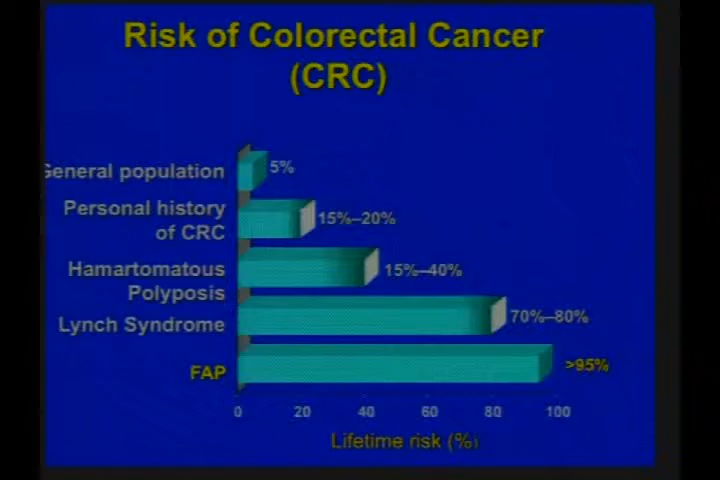 Risk of Colorectal Cancer
(CRC)
General population
5%
Personal history
of CRC
15%–20%
Hamartomatous
Polyposis
15%–40%
Lynch Syndrome
70%–80%
FAP
>95%
0 20 40 60 80 100
Lifetime risk (%)